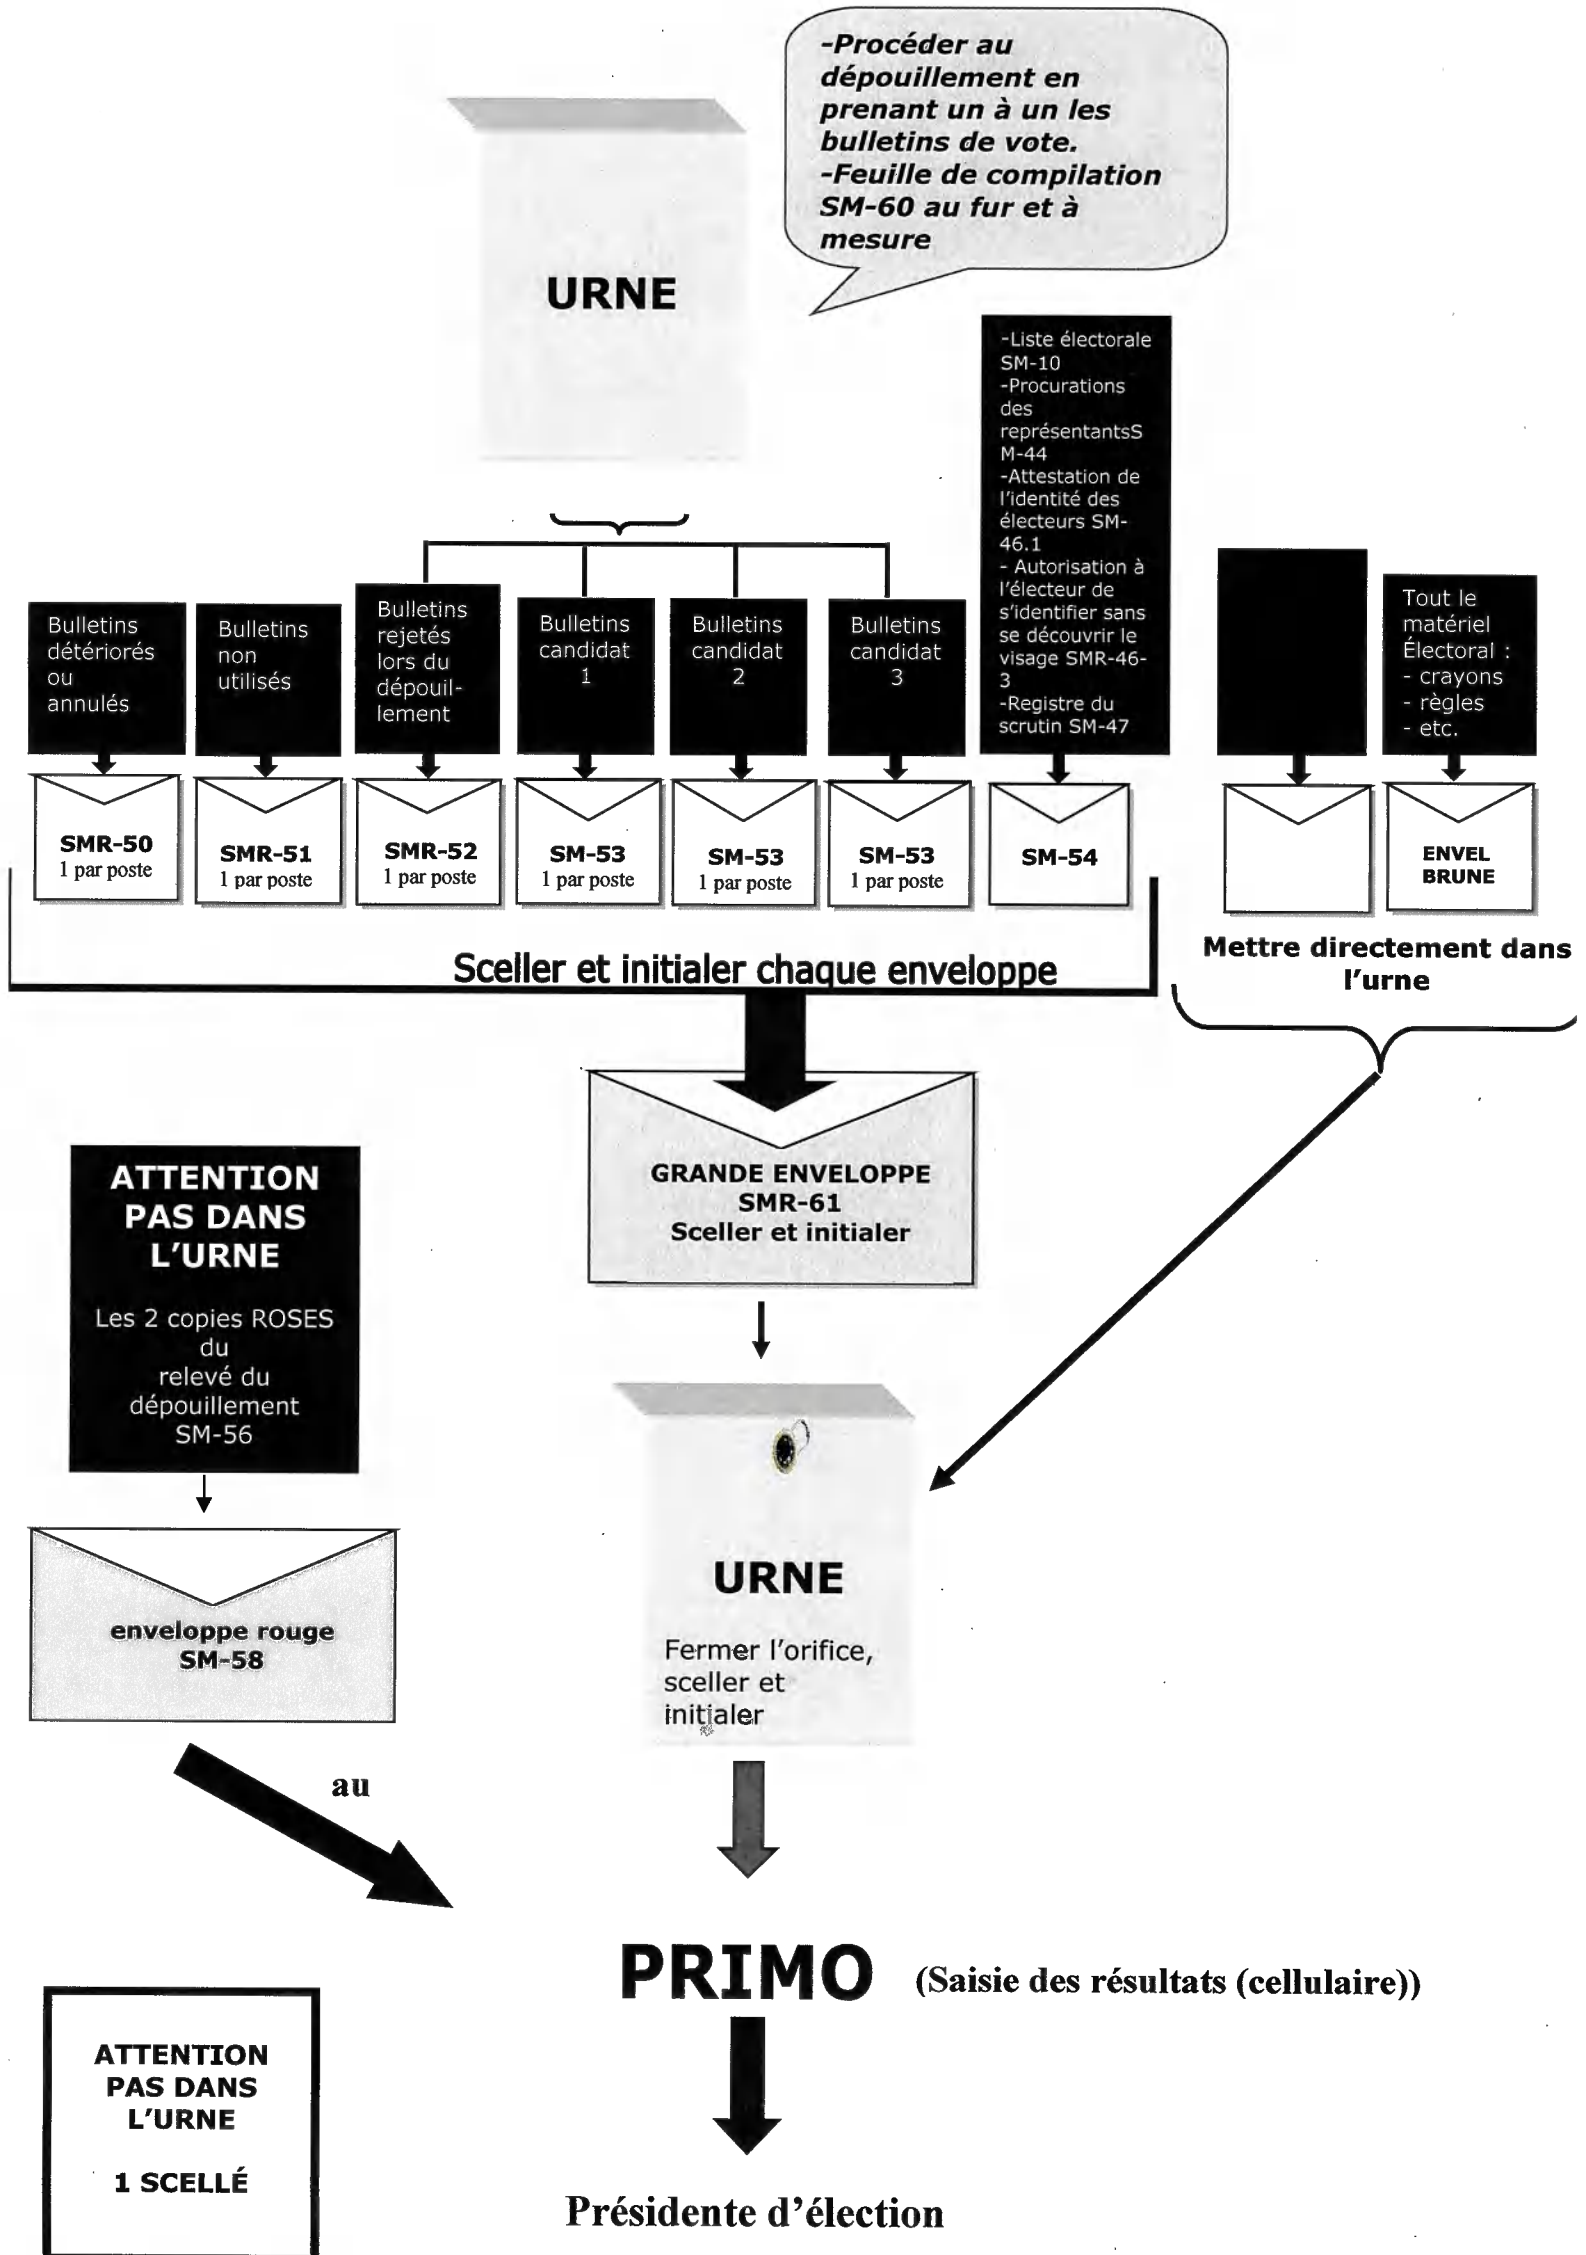 -Procéder au
dépouillement en
prenant un à un les
bulletins de vote.
-Feuille de compilation
SM-60 au fur et à
mesure
URNE
-Liste électorale
SM-10
-Procurations
des
représentantsS
M-44
-Attestation de
l'identité des
électeurs SM-
46.1
- Autorisation à
l'électeur de
s'identifier sans
se découvrir le
visage SMR-46-
3
-Registre du
scrutin SM-47
Bulletins
détériorés
ou
annulés
Bulletins
non
utilisés
Bulletins
rejetés
lors du
dépouil-
lement
Bulletins
candidat
1
Bulletins
candidat
2
Bulletins
candidat
3
Tout le
matériel
Électoral :
- crayons
- règles
- etc.
SMR-50
1 par poste
SMR-51
1 par poste
SMR-52
1 par poste
SM-53
1 par poste
SM-53
1 par poste
SM-53
1 par poste
SM-54
ENVEL
BRUNE
Sceller et initialer chaque enveloppe
Mettre directement dans
l'urne
GRANDE ENVELOPPE
SMR-61
Sceller et initialer
ATTENTION
PAS DANS
L'URNE
Les 2 copies ROSES
du
relevé du
dépouillement
SM-56
enveloppe rouge
SM-58
URNE
Fermer l'orifice,
sceller et
initialer
au
PRIMO (Saisie des résultats (cellulaire))
ATTENTION
PAS DANS
L'URNE
1 SCELLÉ
Présidente d'élection